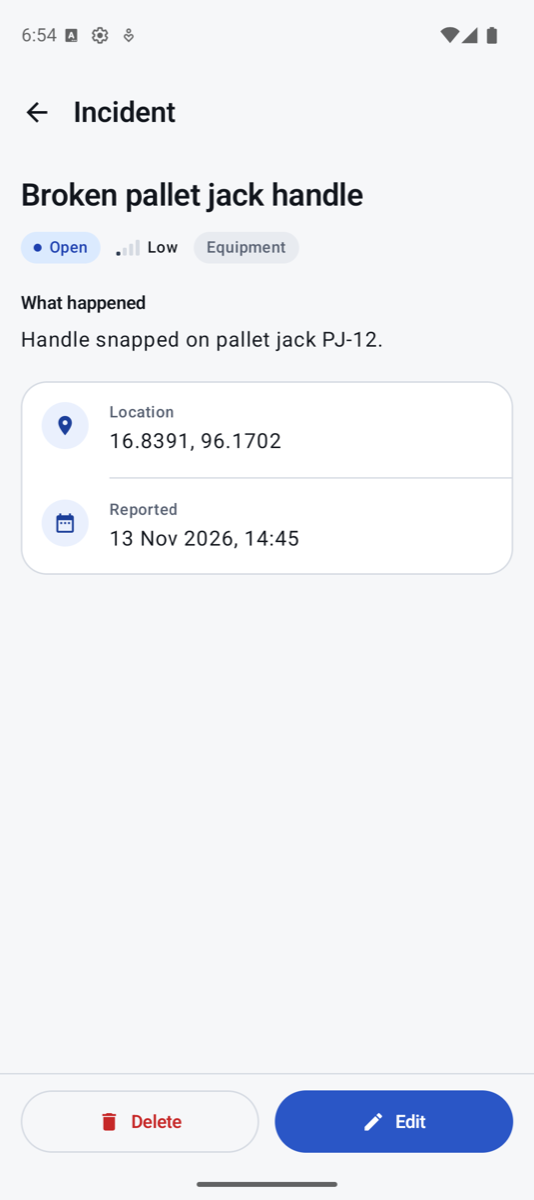 6:54
Incident
Broken pallet jack handle
Open Low Equipment
What happened
Handle snapped on pallet jack PJ-12.
Location
16.8391, 96.1702
Reported
13 Nov 2026, 14:45
Delete Edit